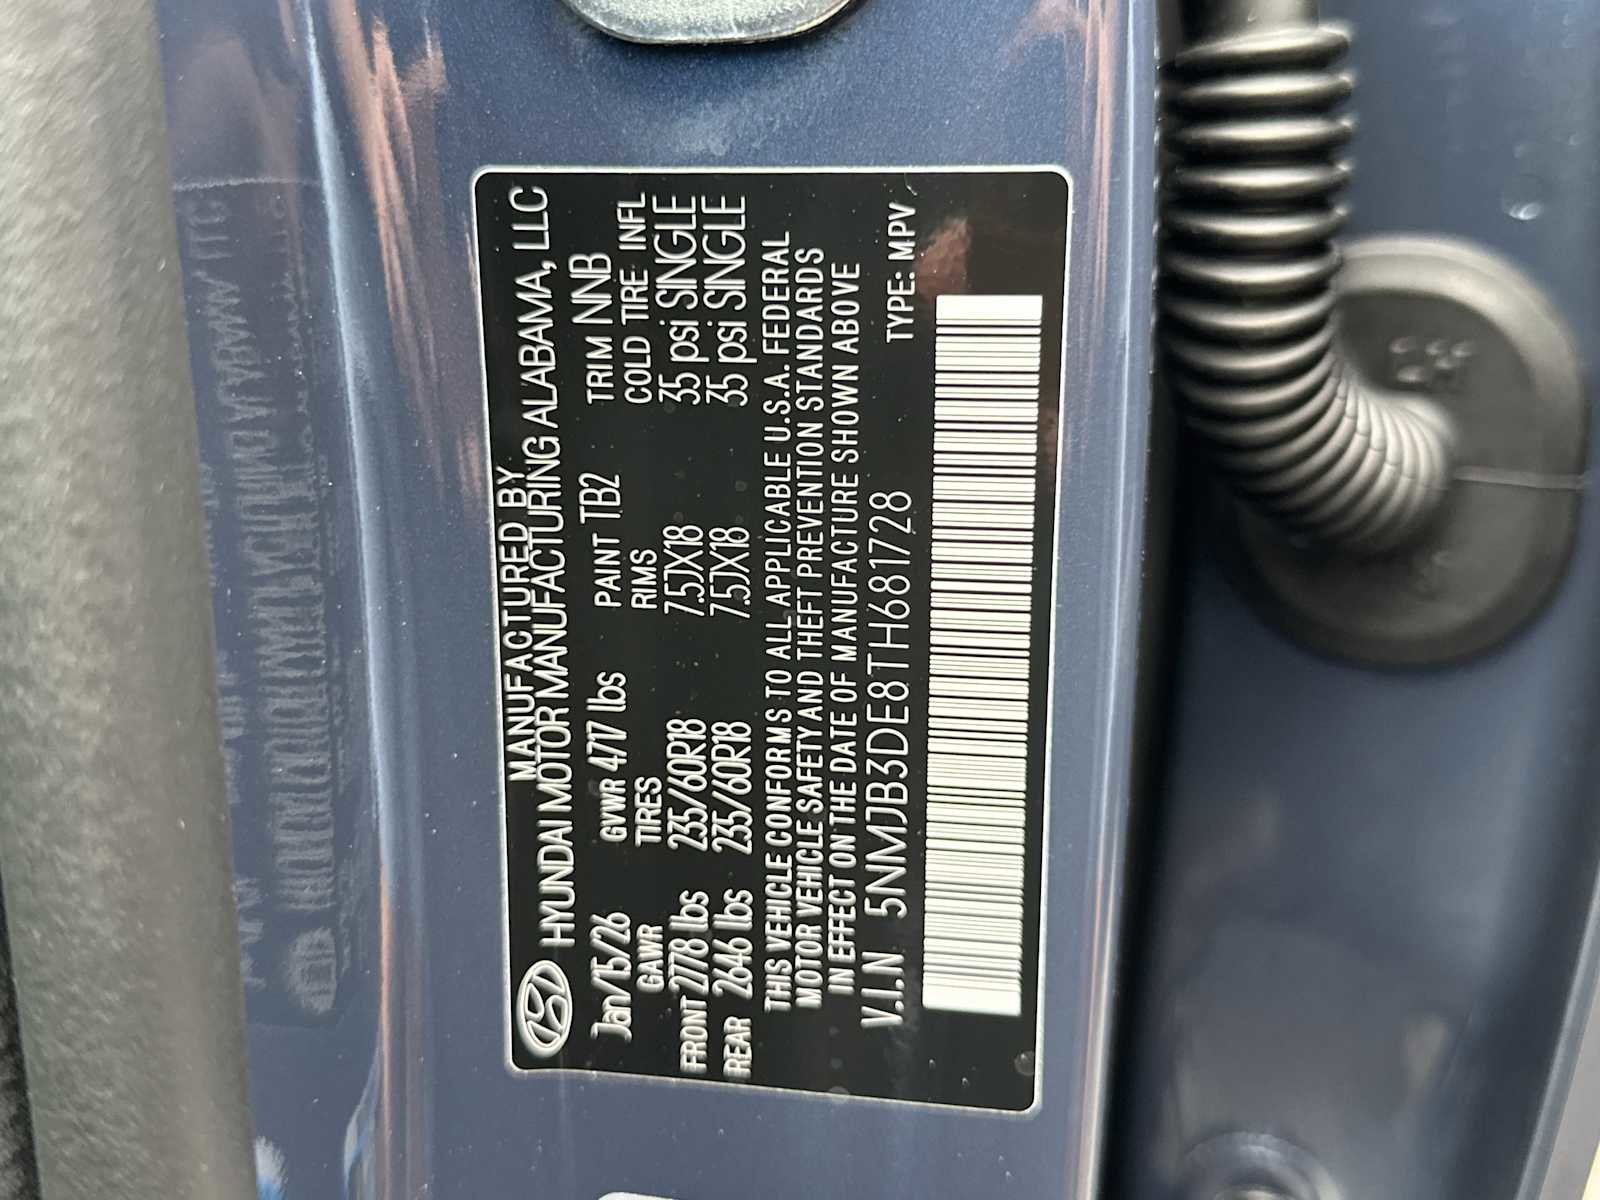 MANUFACTURED BY
HYUNDAI MOTOR MANUFACTURING ALABAMA, LLC
Jan/15/26 GVWR 4717 lbs PAINT TB2 TRIM NNB
GAWR TIRES RIMS COLD TIRE INFL
FRONT 2778 lbs 235/60R18 7.5JX18 35 psi SINGLE
REAR 2646 lbs 235/60R18 7.5JX18 35 psi SINGLE
THIS VEHICLE CONFORMS TO ALL APPLICABLE U.S.A. FEDERAL
MOTOR VEHICLE SAFETY AND THEFT PREVENTION STANDARDS
IN EFFECT ON THE DATE OF MANUFACTURE SHOWN ABOVE
V.I.N 5NMJB3DE8TH681728 TYPE: MPV